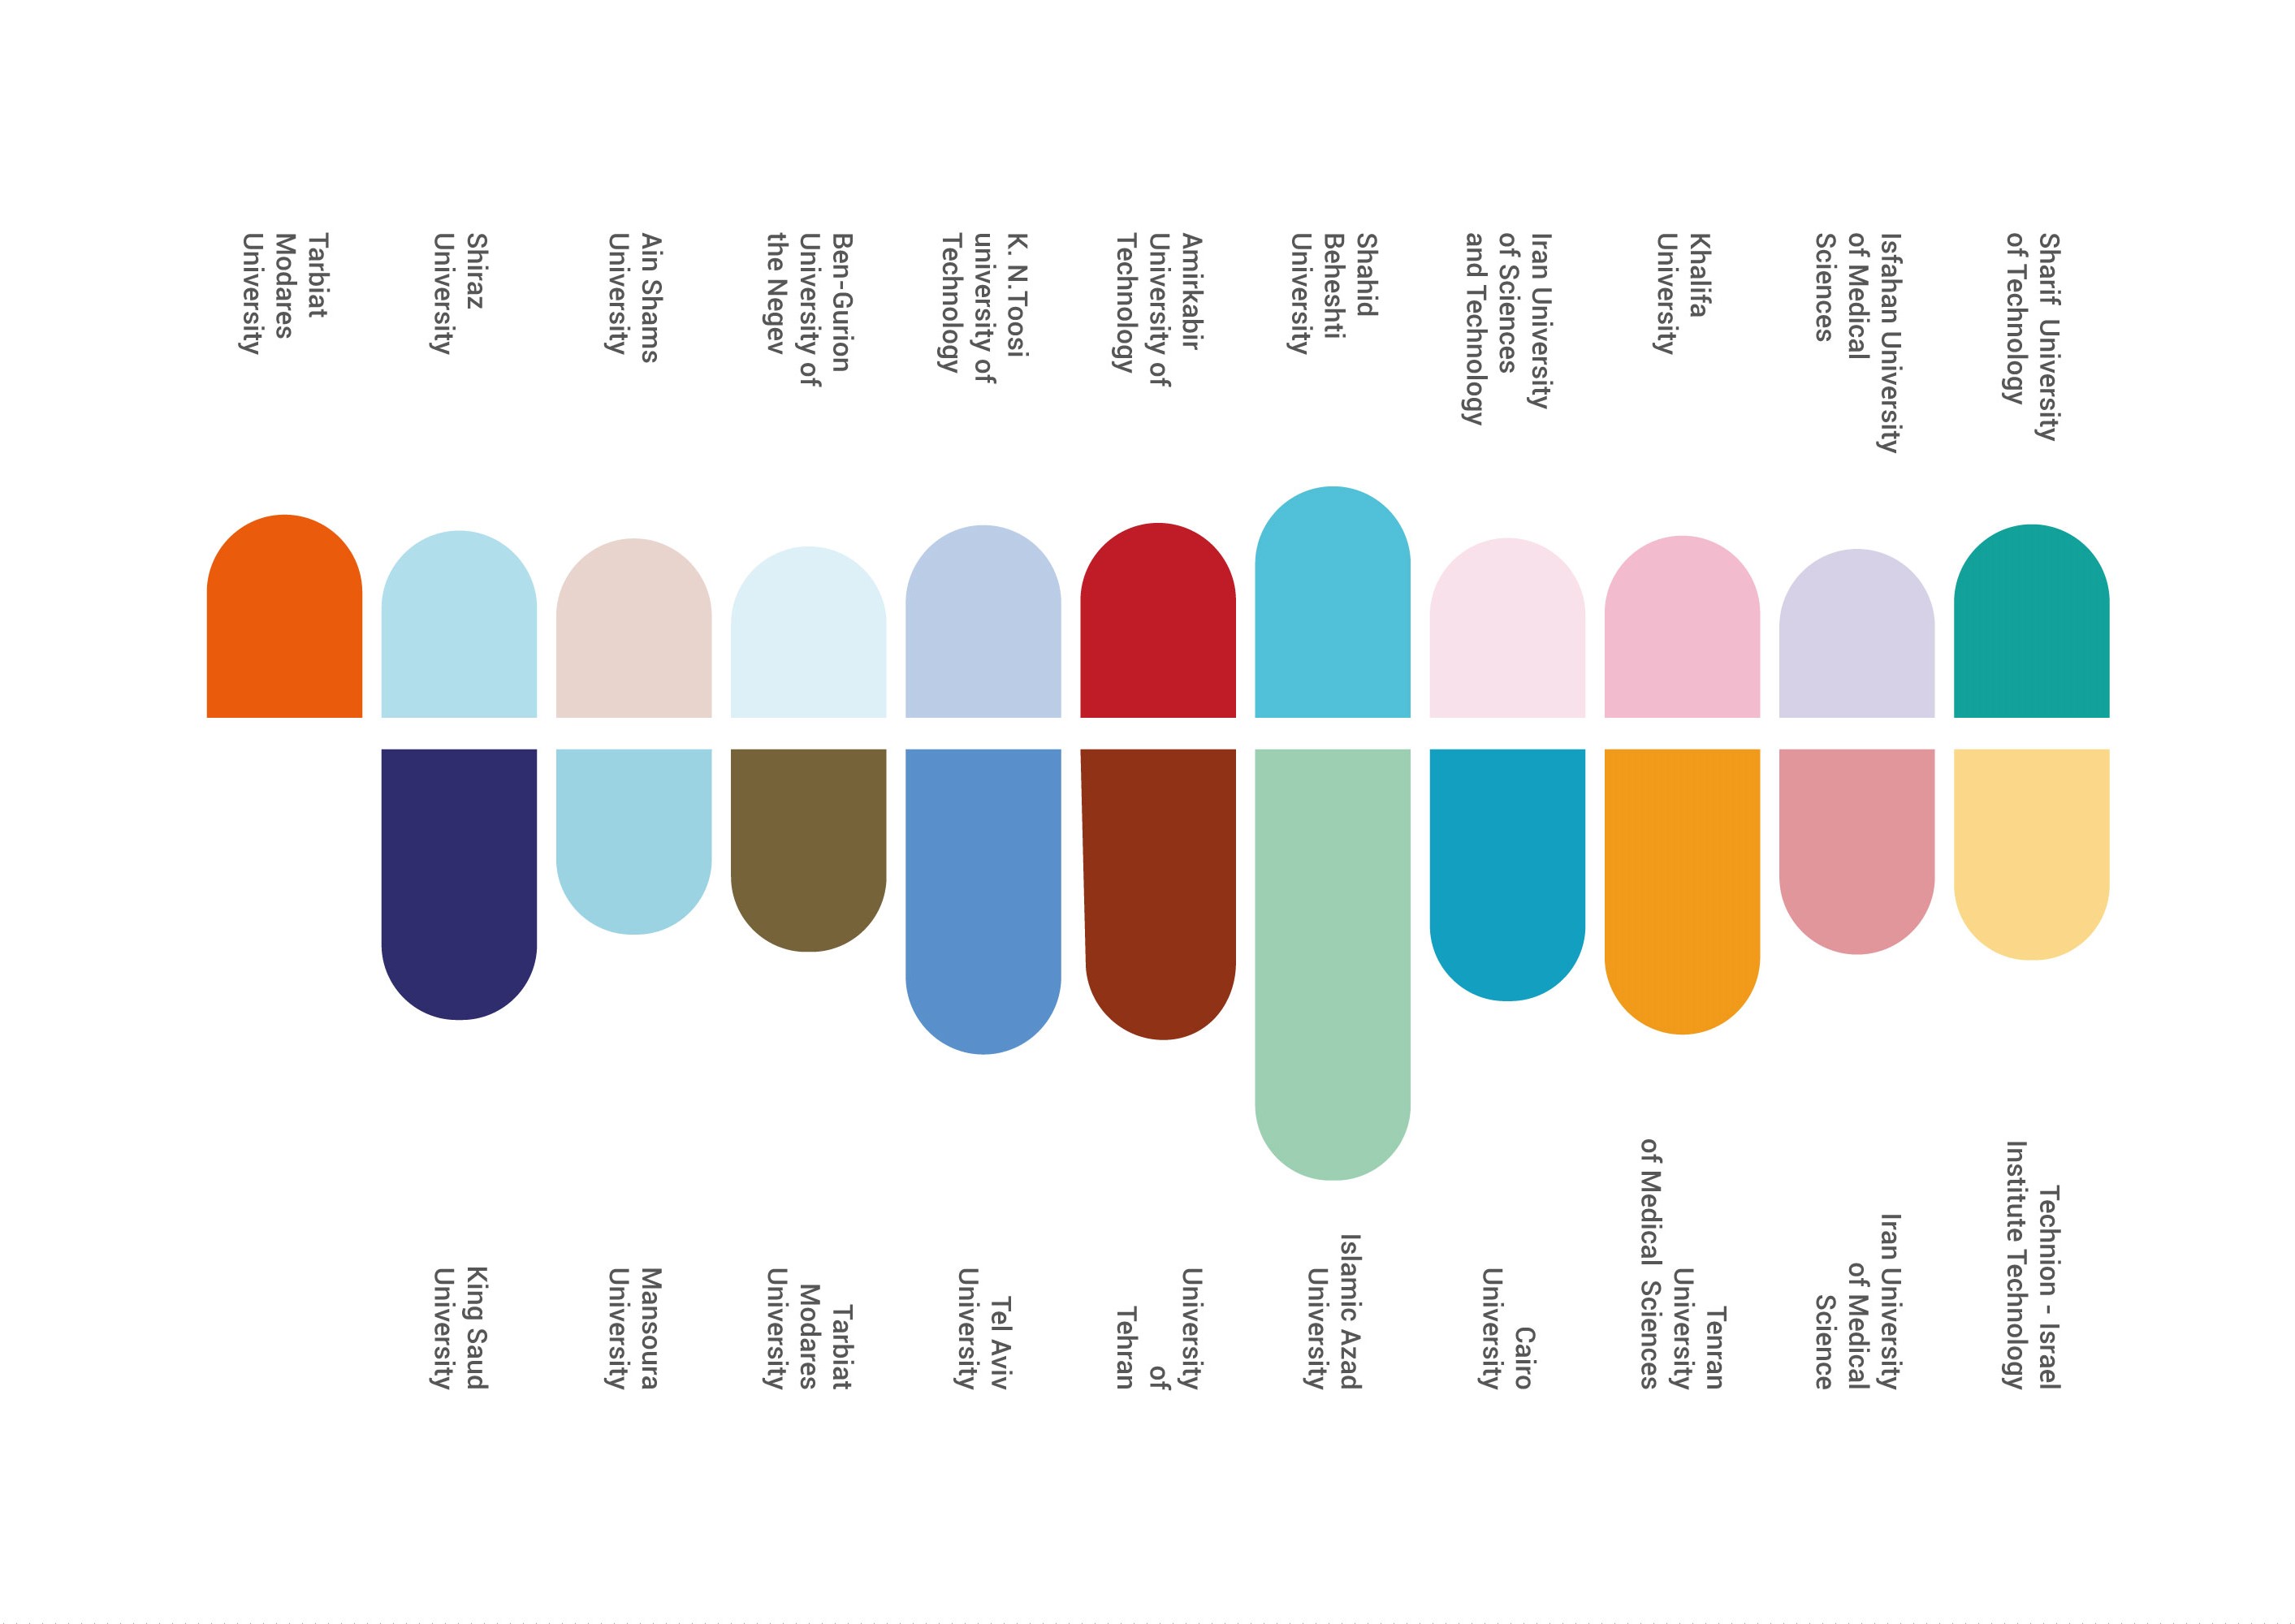 Tarbiat
Modares
University
Shiraz
University
Ain Shams
University
Ben-Gurion
University of
the Negev
K. N.Toosi
university of
Technology
Amirkabir
University of
Technology
Shahid
Beheshti
University
Iran University
of Sciences
and Technology
Khalifa
University
Isfahan University
of Medical
Sciences
Sharif University
of Technology
King Saud
University
Mansoura
University
Tarbiat
Modares
University
Tel Aviv
University
University
of
Tehran
Islamic Azad
University
Cairo
University
Tenran
University
of Medical Sciences
Iran University
of Medical
Science
Technion - Israel
Institute Technology